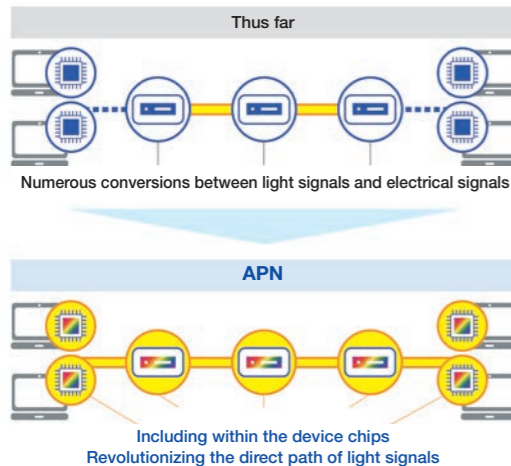 Thus far
Numerous conversions between light signals and electrical signals
APN
Including within the device chips
Revolutionizing the direct path of light signals